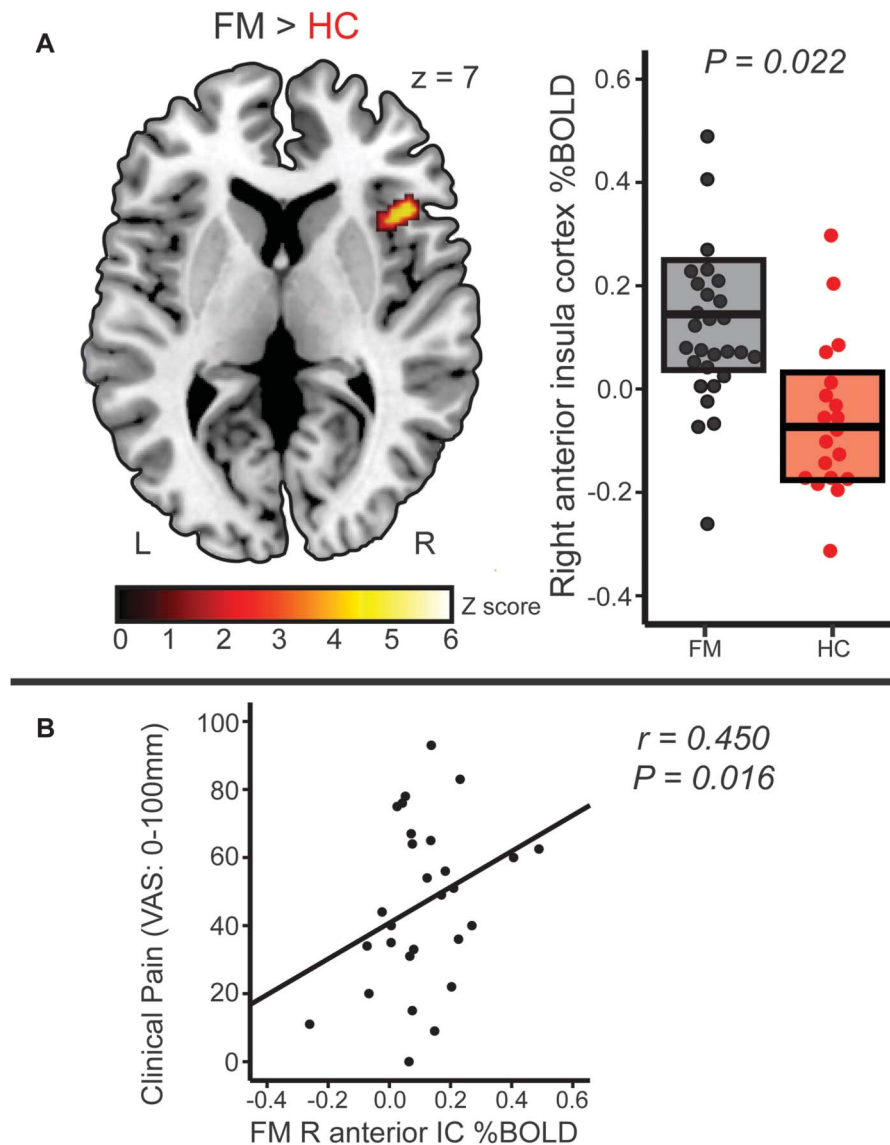 A
FM > HC
z = 7
L
R
0 1 2 3 4 5 6
Z score
P = 0.022
Right anterior insula cortex %BOLD
0.6
0.4
0.2
0.0
-0.2
-0.4
FM
HC
B
Clinical Pain (VAS: 0-100mm)
100
80
60
40
20
0
-0.4 -0.2 0.0 0.2 0.4 0.6
FM R anterior IC %BOLD
r = 0.450
P = 0.016